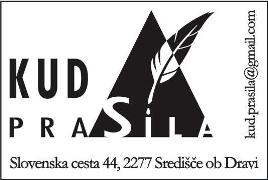 KUD
PRASiLA
kud.prasila@gmail.com
Slovenska cesta 44, 2277 Središče ob Dravi